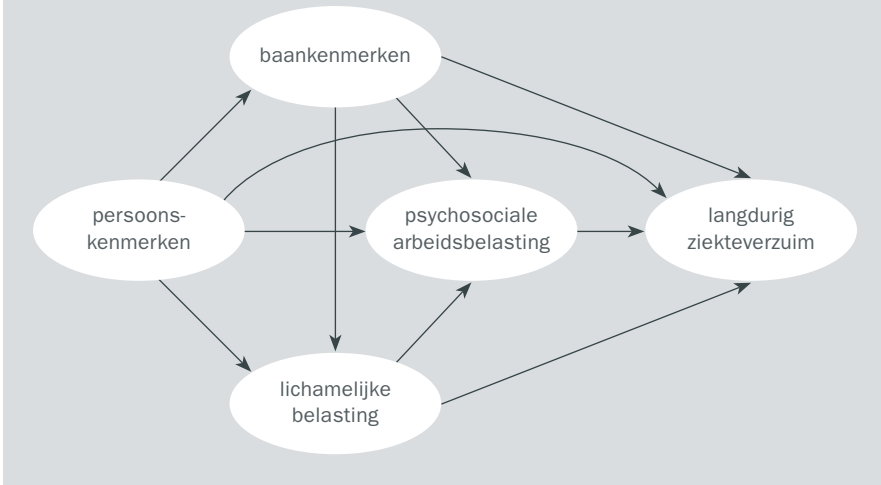 baankenmerken
persoons-
kenmerken
psychosociale
arbeidsbelasting
langdurig
ziekteverzuim
lichamelijke
belasting